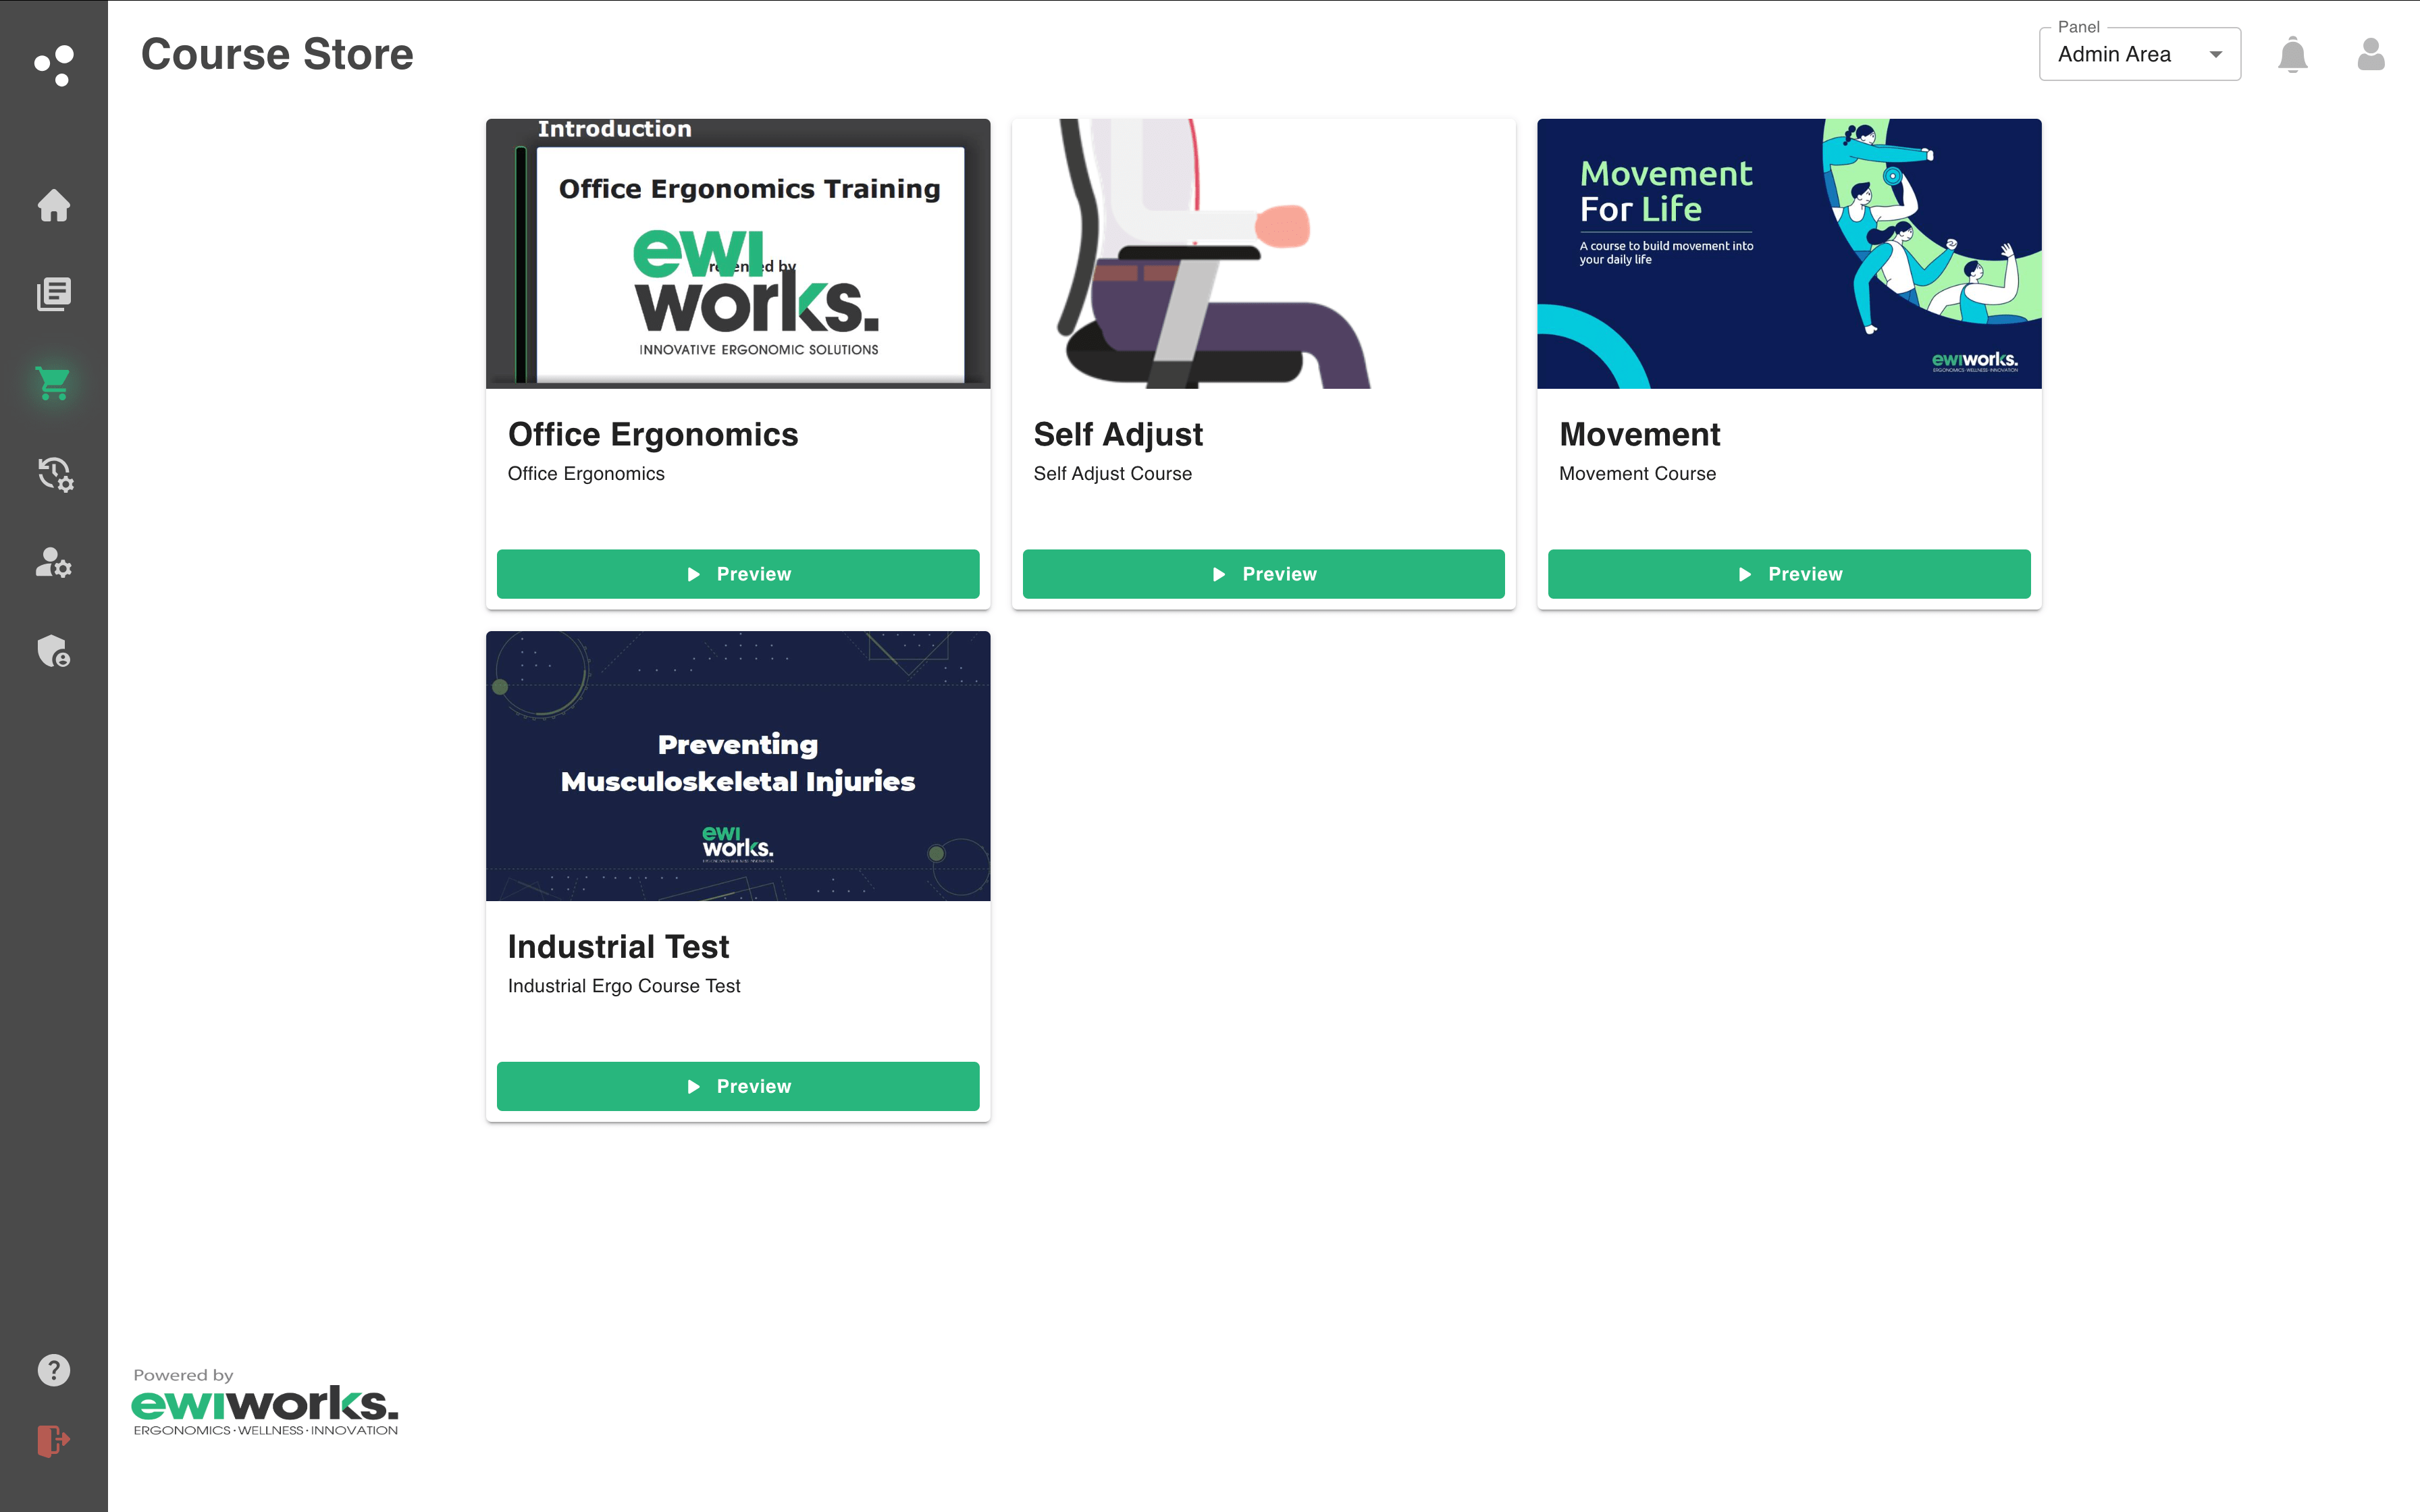 Course Store
Panel
Admin Area
Introduction
Office Ergonomics Training
ewi
works.
INNOVATIVE ERGONOMIC SOLUTIONS
Office Ergonomics
Office Ergonomics
Preview
Self Adjust
Self Adjust Course
Preview
Movement
For Life
A course to build movement into
your daily life
ewiworks.
ERGONOMICS·WELLNESS·INNOVATION
Movement
Movement Course
Preview
Preventing
Musculoskeletal Injuries
ewi
works.
Industrial Test
Industrial Ergo Course Test
Preview
Powered by
ewiworks.
ERGONOMICS·WELLNESS·INNOVATION